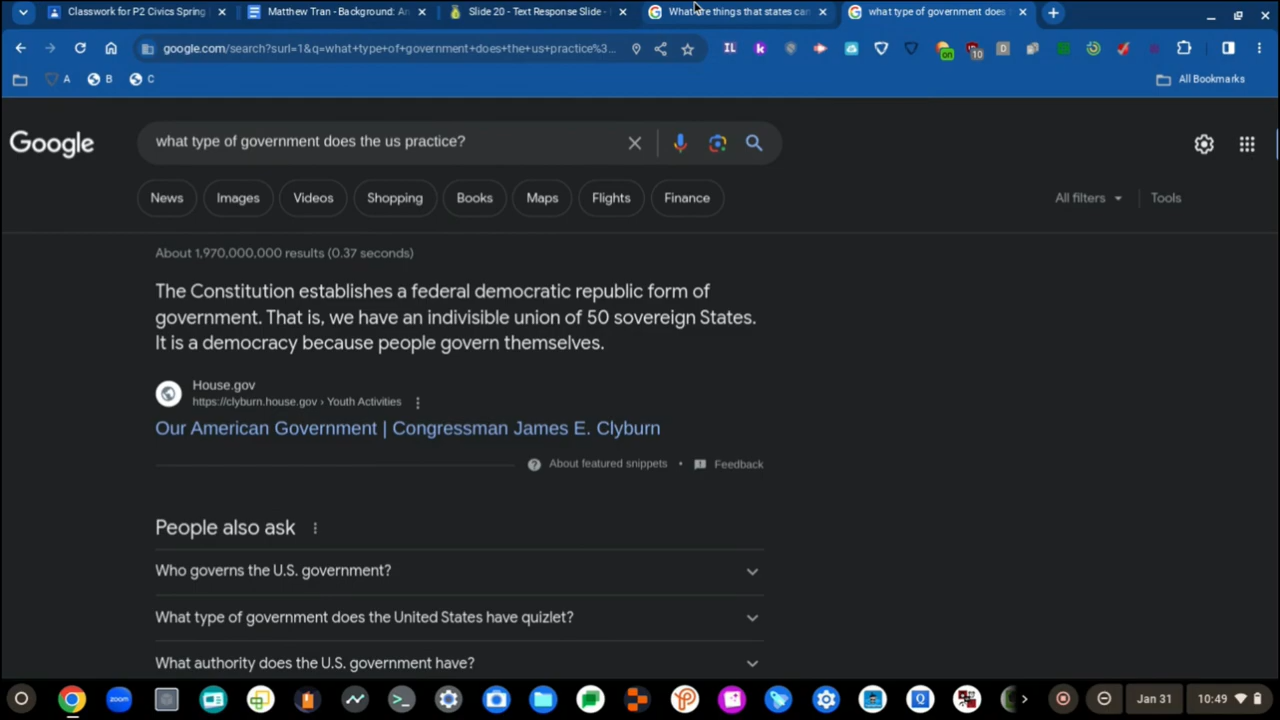 Classwork for P2 Civics Spring
Matthew Tran - Background: An
Slide 20 - Text Response Slide -
things that states can
what type of government does
google.com/search?surl=1&q=what+type+of+government+does+the+us+practice%3...
IL
k
on
10
D
A
B
C
All Bookmarks
Google
what type of government does the us practice?
News
Images
Videos
Shopping
Books
Maps
Flights
Finance
All filters
Tools
About 1,970,000,000 results (0.37 seconds)
The Constitution establishes a federal democratic republic form of
government. That is, we have an indivisible union of 50 sovereign States.
It is a democracy because people govern themselves.
House.gov
https://clyburn.house.gov › Youth Activities
Our American Government | Congressman James E. Clyburn
About featured snippets
•
Feedback
People also ask
Who governs the U.S. government?
What type of government does the United States have quizlet?
What authority does the U.S. government have?
zoom
Q
Jan 31
10:49